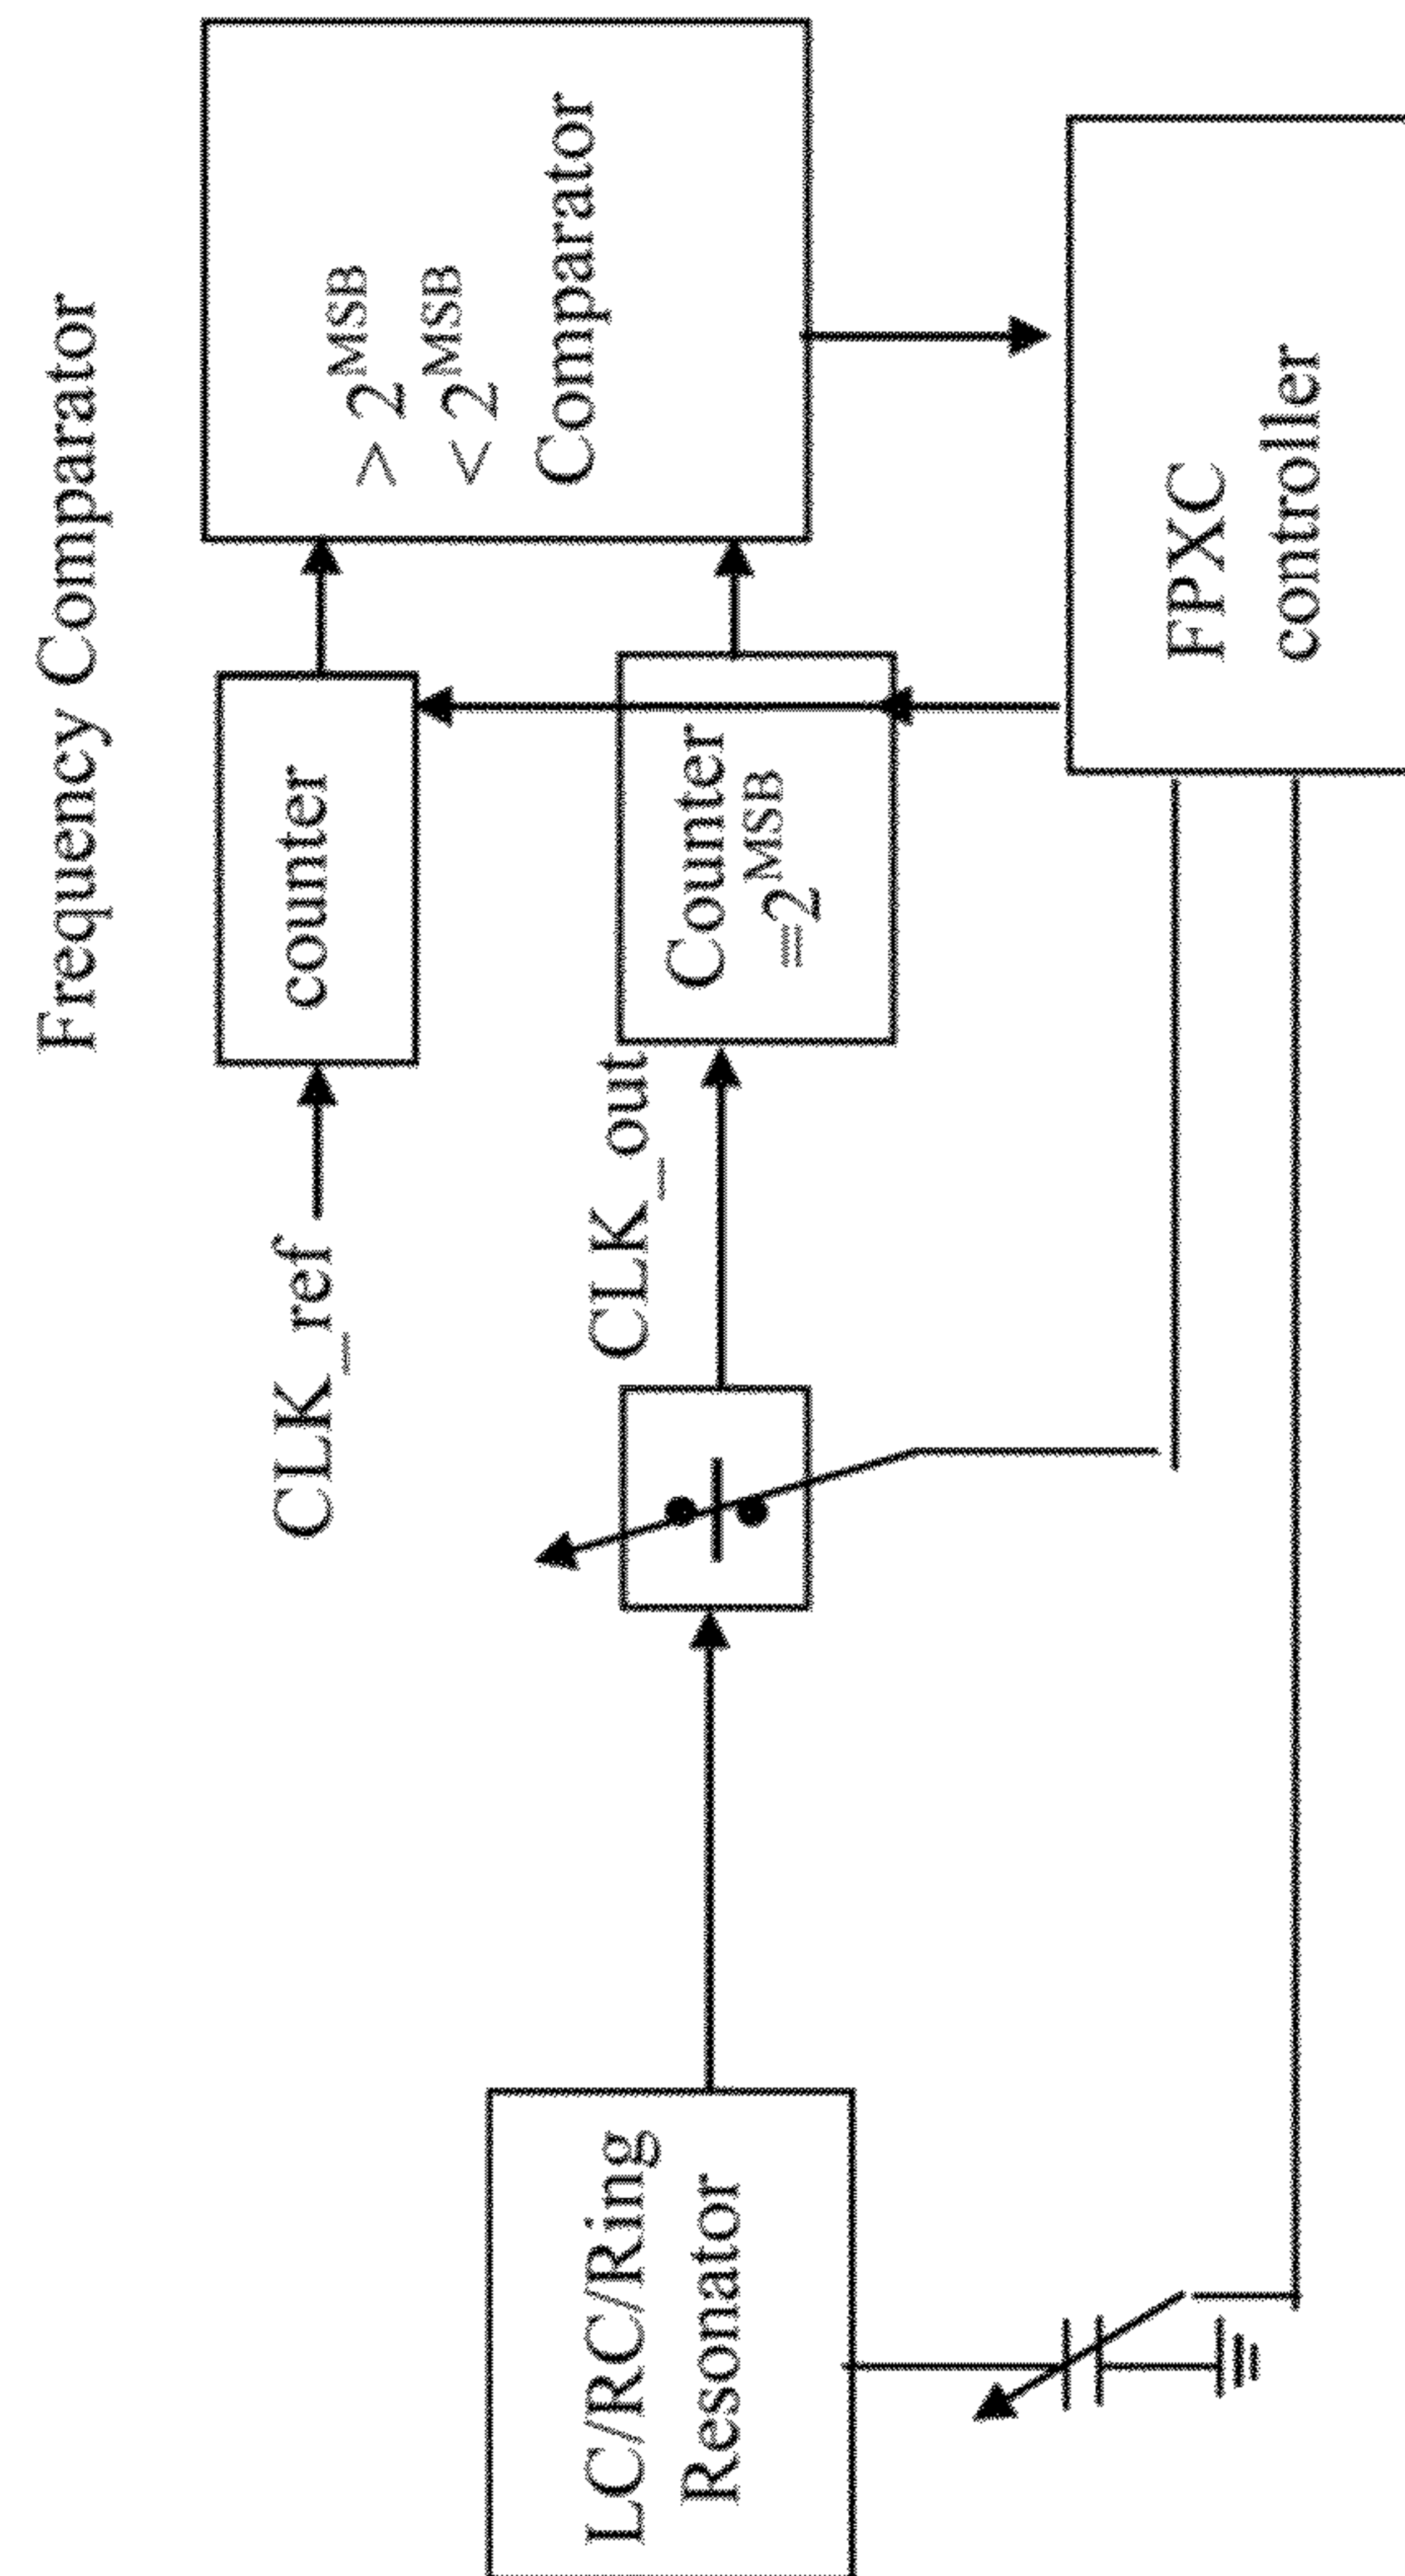 Frequency Comparator
CLK_ref
counter
> 2^MSB
< 2^MSB
Comparator
LC/RC/Ring
Resonator
CLK_out
Counter
=2^MSB
FPXC
controller